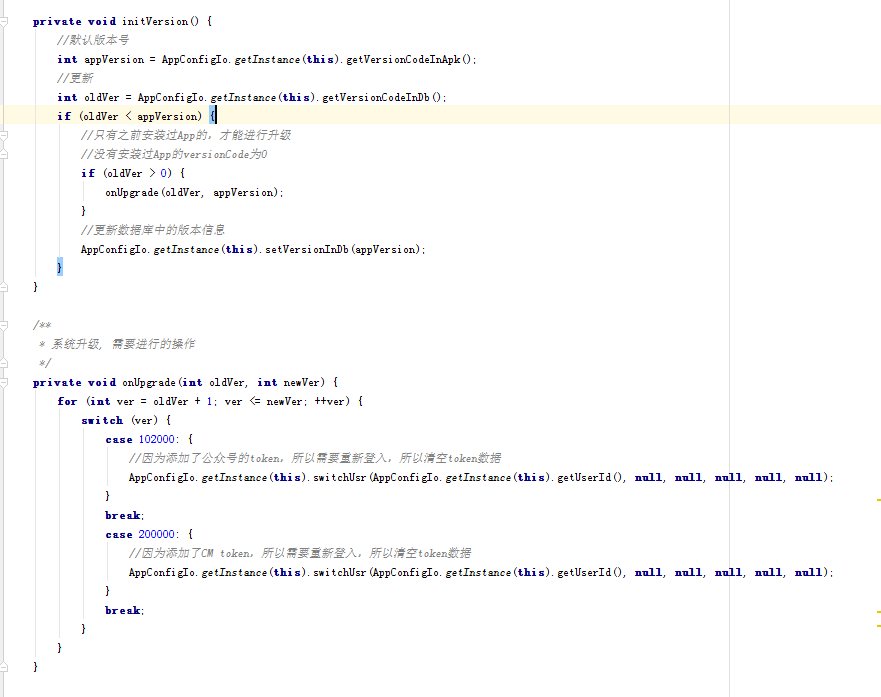 private void initVersion() {
//默认版本号
int appVersion = AppConfigIo.getInstance(this).getVersionCodeInApk();
//更新
int oldVer = AppConfigIo.getInstance(this).getVersionCodeInDb();
if (oldVer < appVersion) {
//只有之前安装过App的，才能进行升级
//没有安装过App的versionCode为0
if (oldVer > 0) {
onUpgrade(oldVer, appVersion);
}
//更新数据库中的版本信息
AppConfigIo.getInstance(this).setVersionInDb(appVersion);
}
}
/**
* 系统升级, 需要进行的操作
*/
private void onUpgrade(int oldVer, int newVer) {
for (int ver = oldVer + 1; ver <= newVer; ++ver) {
switch (ver) {
case 102000: {
//因为添加了公众号的token，所以需要重新登入，所以清空token数据
AppConfigIo.getInstance(this).switchUsr(AppConfigIo.getInstance(this).getUserId(), null, null, null, null, null);
}
break;
case 200000: {
//因为添加了CM token，所以需要重新登入，所以清空token数据
AppConfigIo.getInstance(this).switchUsr(AppConfigIo.getInstance(this).getUserId(), null, null, null, null, null);
}
break;
}
}
}